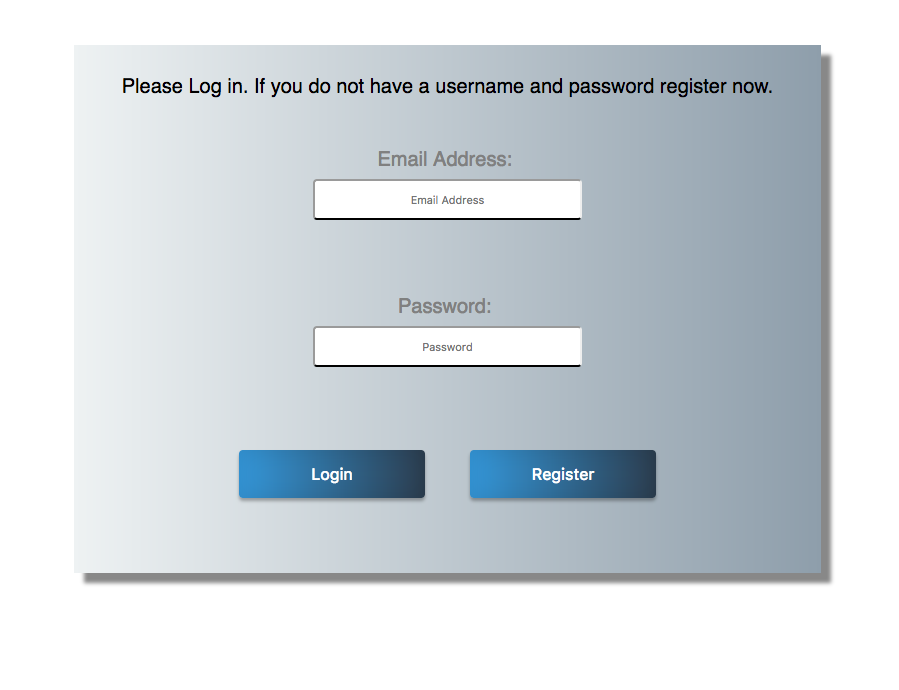 Please Log in. If you do not have a username and password register now.
Email Address:
Email Address
Password:
Password
Login
Register